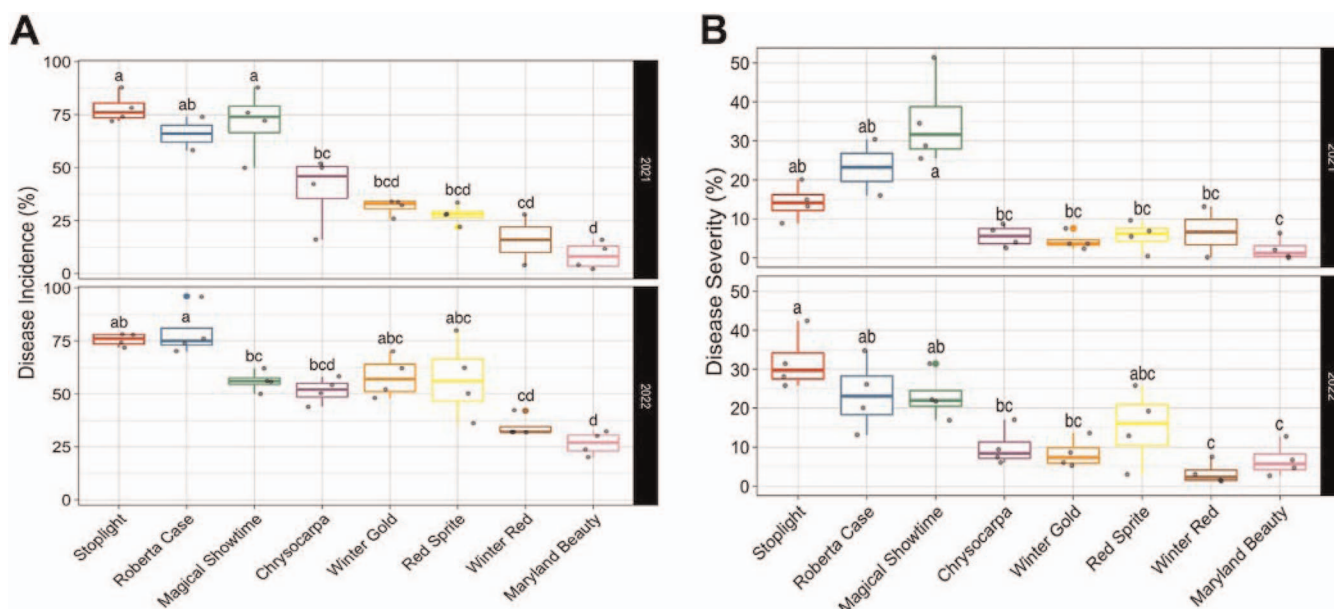 A
B
Disease Incidence (%)
100
75
50
25
0
a
ab
a
bc
bcd
bcd
cd
d
2021
100
75
50
25
0
ab
a
bc
bcd
abc
abc
cd
d
2022
Stoplight
Roberta Case
Magical Showtime
Chrysocarpa
Winter Gold
Red Sprite
Winter Red
Maryland Beauty
Disease Severity (%)
50
40
30
20
10
0
ab
ab
a
bc
bc
bc
bc
c
2021
50
40
30
20
10
0
a
ab
ab
bc
bc
abc
c
c
2022
Stoplight
Roberta Case
Magical Showtime
Chrysocarpa
Winter Gold
Red Sprite
Winter Red
Maryland Beauty